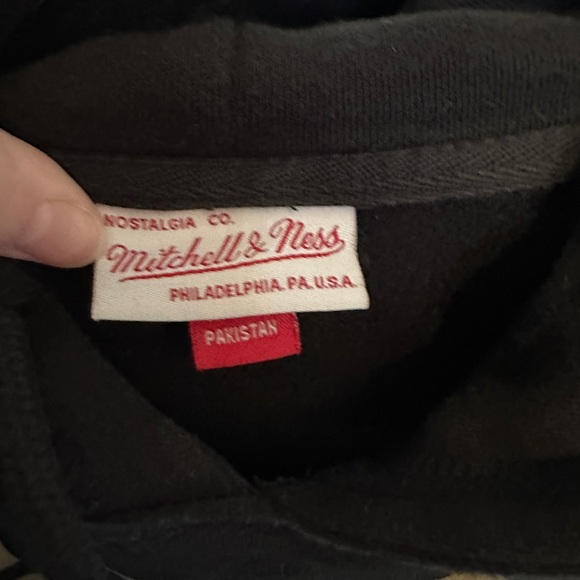 NOSTALGIA CO.
Mitchell & Ness
PHILADELPHIA, PA. U.S.A.
PAKISTAN